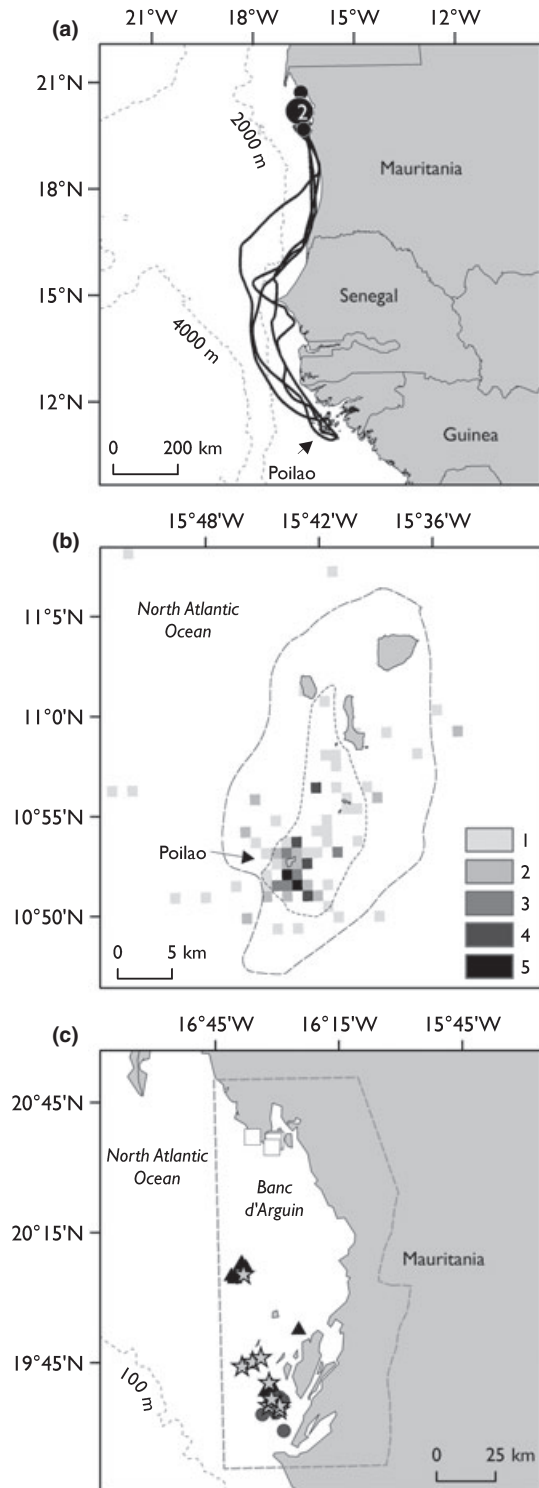 (a)
21°W 18°W 15°W 12°W
21°N
2
2000 m
Mauritania
18°N
15°N
Senegal
4000 m
12°N
0 200 km
Guinea
Poilao
(b)
15°48'W 15°42'W 15°36'W
North Atlantic
Ocean
11°5'N
11°0'N
10°55'N
Poilao
1
2
3
4
5
10°50'N
0 5 km
(c)
16°45'W 16°15'W 15°45'W
20°45'N
North Atlantic
Ocean
Banc
d'Arguin
20°15'N
Mauritania
19°45'N
100 m
0 25 km